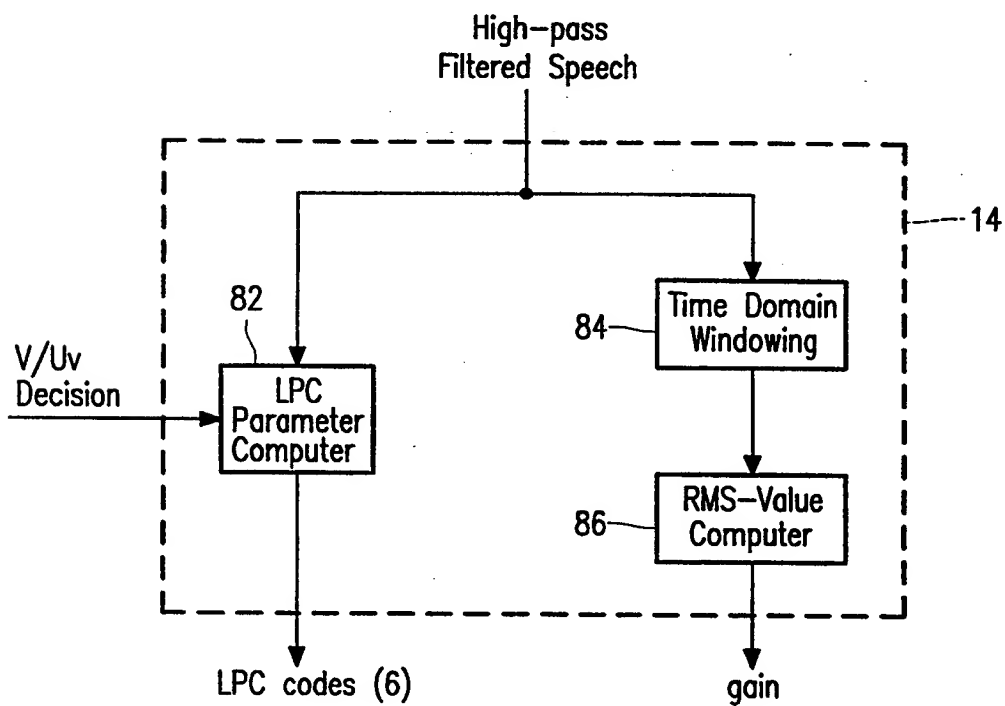 High-pass
Filtered Speech
14
82
84
Time Domain
Windowing
V/Uv
Decision
LPC
Parameter
Computer
86
RMS-Value
Computer
LPC codes (6)
gain